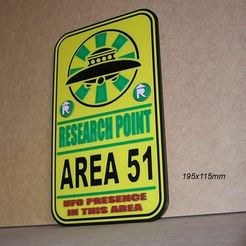 RESEARCH POINT
AREA 51
UFO PRESENCE
IN THIS AREA
195x115mm